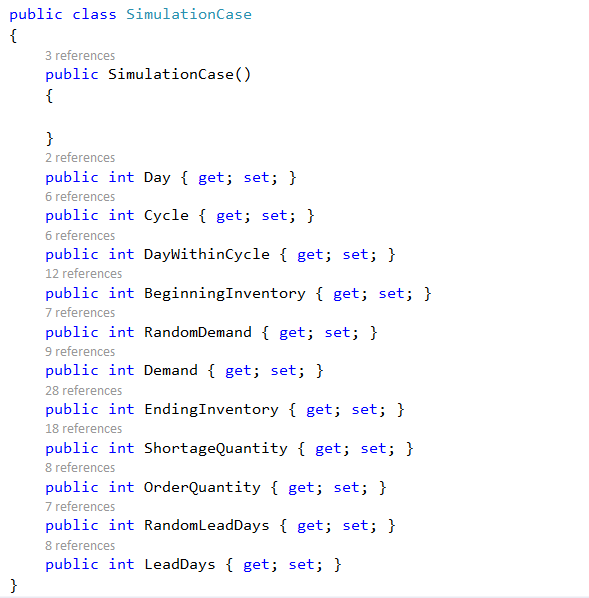 public class SimulationCase
{
3 references
public SimulationCase()
{
}
2 references
public int Day { get; set; }
6 references
public int Cycle { get; set; }
6 references
public int DayWithinCycle { get; set; }
12 references
public int BeginningInventory { get; set; }
7 references
public int RandomDemand { get; set; }
9 references
public int Demand { get; set; }
28 references
public int EndingInventory { get; set; }
18 references
public int ShortageQuantity { get; set; }
8 references
public int OrderQuantity { get; set; }
7 references
public int RandomLeadDays { get; set; }
8 references
public int LeadDays { get; set; }
}